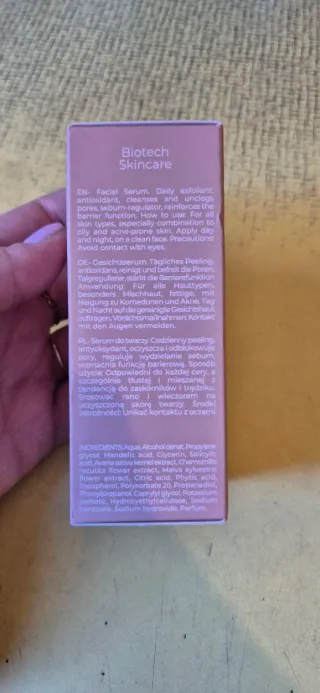 Biotech
Skincare
EN- Facial Serum. Daily exfoliant,
antioxidant, cleanses and unclogs
pores, seburn-regulator, reinforces the
barrier function. How to use: For all
skin types, especially combination to
oily and acne-prone skin. Apply day
and night, on a clean face. Precautions:
Avoid contact with eyes.
DE- Gesichtsserum. Tägliches Peeling,
antioxidans, reinigt und befreit die Poren,
Talgregulierer, stärkt die Barrierefunktion
Anwendung: Für alle Hauttypen,
besonders Mischhaut, fettige, mit
Neigung zu Komedonen und Akne. Tag
und Nacht auf die gereinigte Gesichtshaut
auftragen. Vorsichtsmaßnahmen: Kontakt
mit den Augen vermeiden.
PL- Serum do twarzy. Codzienny peeling,
antyoksydant, oczyszcza i odblokowuje
pory, reguluje wydzielanie sebum,
wzmacnia funkcję barierową. Sposób
użycia: Odpowiedni do każdej cery, a
szczególnie tłustej i mieszanej z
tendencją do zaskórników i trądziku.
Stosować rano i wieczorem na
oczyszczoną skórę twarzy. Środki
ostrożności: Unikać kontaktu z oczami
INGREDIENTS: Aqua, Alcohol denat., Propylene
glycol, Mandelic acid, Glycerin, Salicylic
acid, Avena sativa kernel extract, Chamomilla
recutita flower extract, Malva sylvestris
flower extract, Citric acid, Phytic acid,
Tocopherol, Polysorbate 20, Propanediol,
Phenylpropanol, Caprylyl glycol, Potassium
sorbate, Hydroxyethylcellulose, Sodium
benzoate, Sodium hydroxide, Parfum.